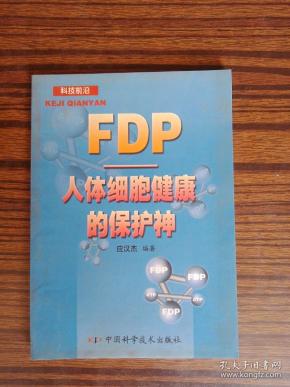 科技前沿
KEJI QIANYAN
FDP
人体细胞健康
的保护神
应汉杰 编著
FDP
FBP
FDP
中国科学技术出版社
孔夫子旧书网